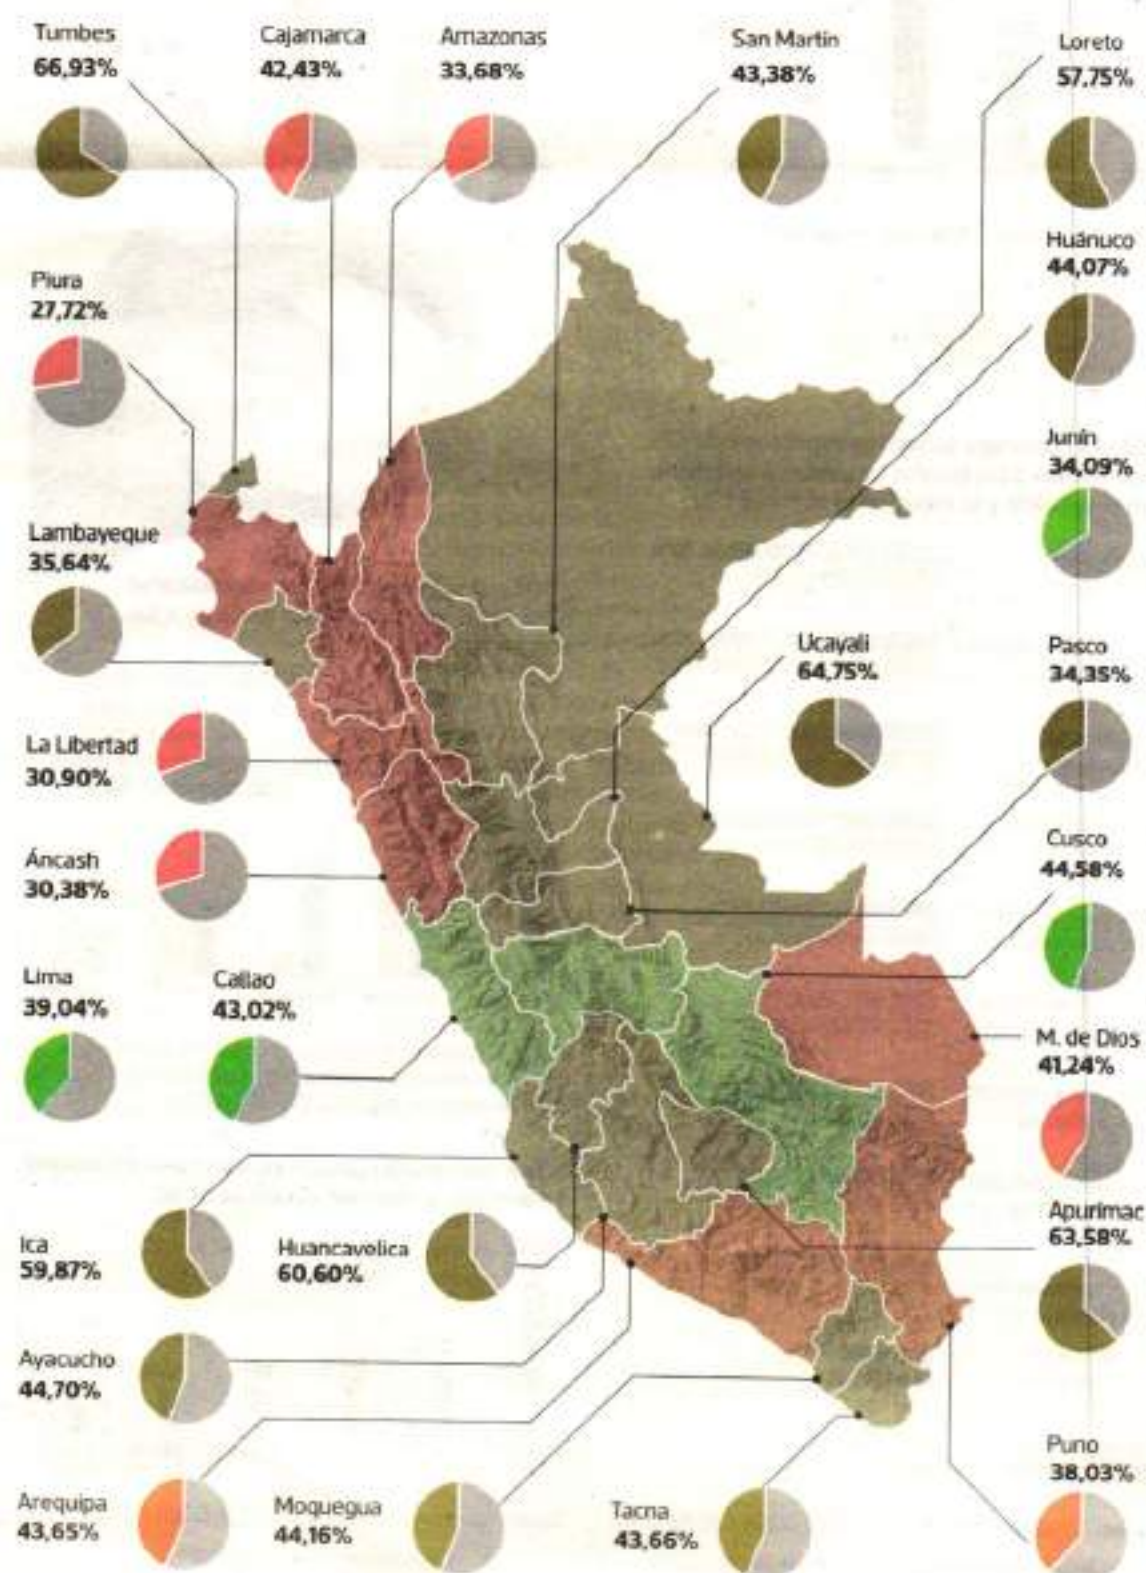 Tumbes
66,93%
Cajamarca
42,43%
Amazonas
33,68%
San Martín
43,38%
Loreto
57,75%
Huánuco
44,07%
Piura
27,72%
Junín
34,09%
Lambayeque
35,64%
Ucayali
64,75%
Pasco
34,35%
La Libertad
30,90%
Cusco
44,58%
Áncash
30,38%
Lima
39,04%
Callao
43,02%
M. de Dios
41,24%
Apurímac
63,58%
Ica
59,87%
Huancavelica
60,60%
Ayacucho
44,70%
Puno
38,03%
Arequipa
43,65%
Moquegua
44,16%
Tacna
43,66%